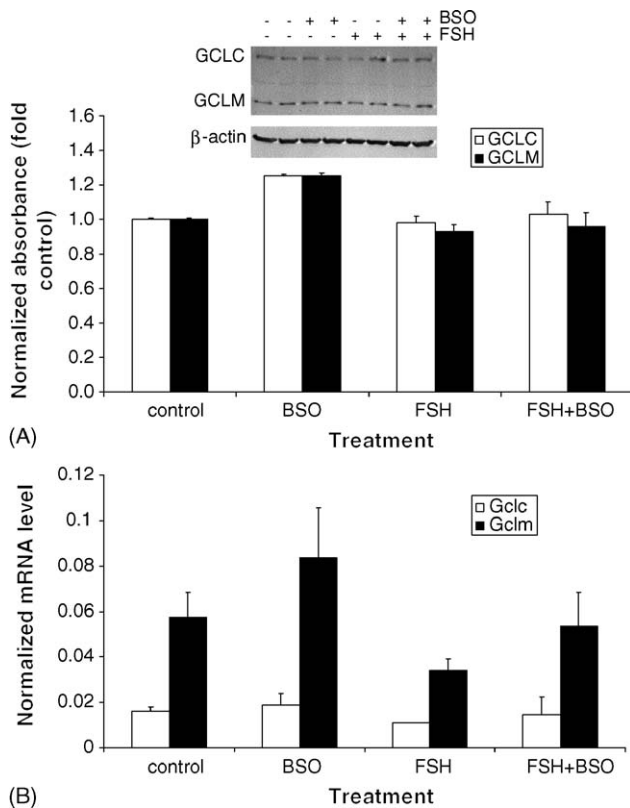 - - + + - - + + BSO
- - - - + + + + FSH
GCLC
GCLM
β-actin
Normalized absorbance (fold
control)
1.6
1.4
1.2
1.0
0.8
0.6
0.4
0.2
0.0
GCLC
GCLM
control BSO FSH FSH+BSO
(A)
Treatment
Normalized mRNA level
0.12
0.1
0.08
0.06
0.04
0.02
0
Gclc
Gclm
control BSO FSH FSH+BSO
(B)
Treatment